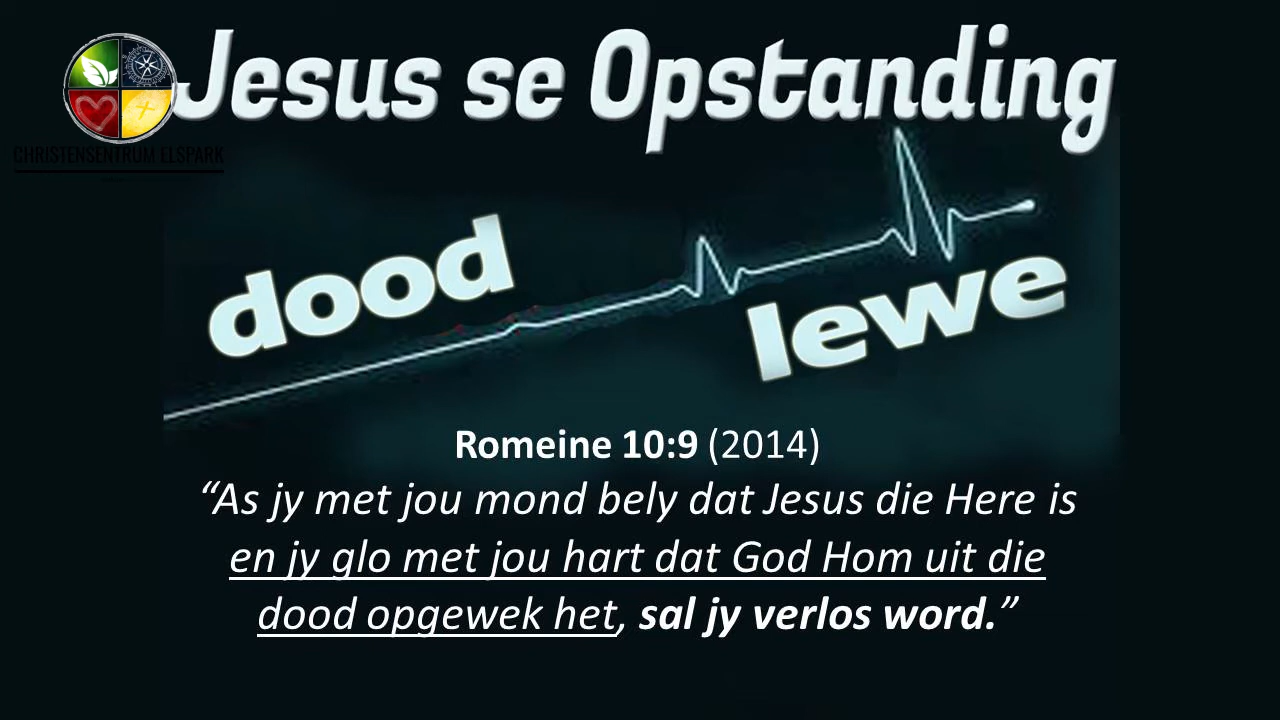 Jesus se Opstanding
CHRISTENSENTRUM ELSPARK
dood
lewe
Romeine 10:9 (2014)
“As jy met jou mond bely dat Jesus die Here is
en jy glo met jou hart dat God Hom uit die
dood opgewek het, sal jy verlos word.”